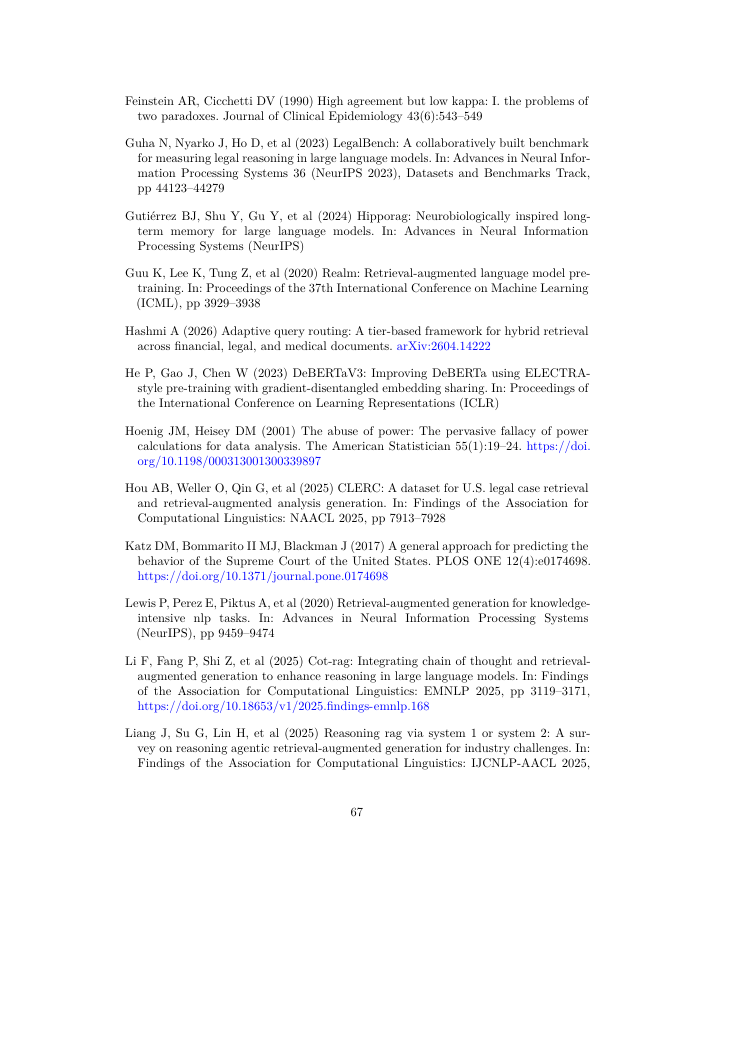 Feinstein AR, Cicchetti DV (1990) High agreement but low kappa: I. the problems of
two paradoxes. Journal of Clinical Epidemiology 43(6):543–549
Guha N, Nyarko J, Ho D, et al (2023) LegalBench: A collaboratively built benchmark
for measuring legal reasoning in large language models. In: Advances in Neural Infor-
mation Processing Systems 36 (NeurIPS 2023), Datasets and Benchmarks Track,
pp 44123–44279
Gutiérrez BJ, Shu Y, Gu Y, et al (2024) Hipporag: Neurobiologically inspired long-
term memory for large language models. In: Advances in Neural Information
Processing Systems (NeurIPS)
Guu K, Lee K, Tung Z, et al (2020) Realm: Retrieval-augmented language model pre-
training. In: Proceedings of the 37th International Conference on Machine Learning
(ICML), pp 3929–3938
Hashmi A (2026) Adaptive query routing: A tier-based framework for hybrid retrieval
across financial, legal, and medical documents. arXiv:2604.14222
He P, Gao J, Chen W (2023) DeBERTaV3: Improving DeBERTa using ELECTRA-
style pre-training with gradient-disentangled embedding sharing. In: Proceedings of
the International Conference on Learning Representations (ICLR)
Hoenig JM, Heisey DM (2001) The abuse of power: The pervasive fallacy of power
calculations for data analysis. The American Statistician 55(1):19–24. https://doi.
org/10.1198/000313001300339897
Hou AB, Weller O, Qin G, et al (2025) CLERC: A dataset for U.S. legal case retrieval
and retrieval-augmented analysis generation. In: Findings of the Association for
Computational Linguistics: NAACL 2025, pp 7913–7928
Katz DM, Bommarito II MJ, Blackman J (2017) A general approach for predicting the
behavior of the Supreme Court of the United States. PLOS ONE 12(4):e0174698.
https://doi.org/10.1371/journal.pone.0174698
Lewis P, Perez E, Piktus A, et al (2020) Retrieval-augmented generation for knowledge-
intensive nlp tasks. In: Advances in Neural Information Processing Systems
(NeurIPS), pp 9459–9474
Li F, Fang P, Shi Z, et al (2025) Cot-rag: Integrating chain of thought and retrieval-
augmented generation to enhance reasoning in large language models. In: Findings
of the Association for Computational Linguistics: EMNLP 2025, pp 3119–3171,
https://doi.org/10.18653/v1/2025.findings-emnlp.168
Liang J, Su G, Lin H, et al (2025) Reasoning rag via system 1 or system 2: A sur-
vey on reasoning agentic retrieval-augmented generation for industry challenges. In:
Findings of the Association for Computational Linguistics: IJCNLP-AACL 2025,
67